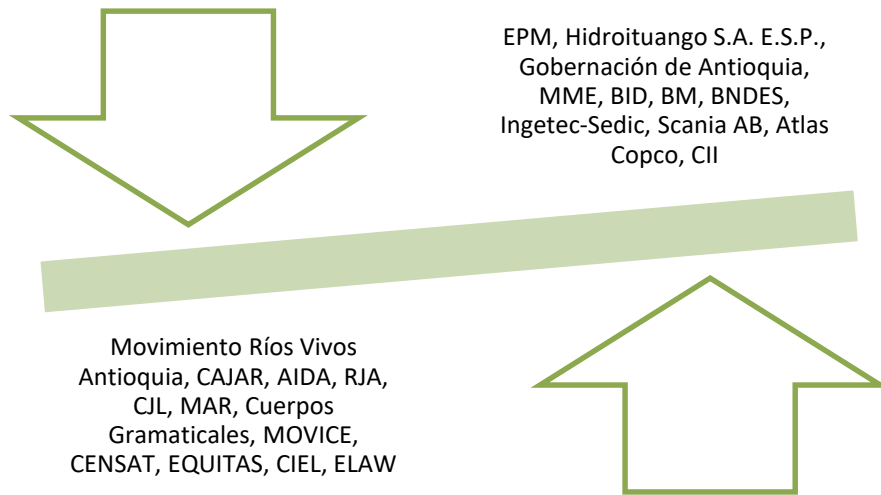 EPM, Hidroituango S.A. E.S.P.,
Gobernación de Antioquia,
MME, BID, BM, BNDES,
Ingetec-Sedic, Scania AB, Atlas
Copco, CII
Movimiento Ríos Vivos
Antioquia, CAJAR, AIDA, RJA,
CJL, MAR, Cuerpos
Gramaticales, MOVICE,
CENSAT, EQUITAS, CIEL, ELAW